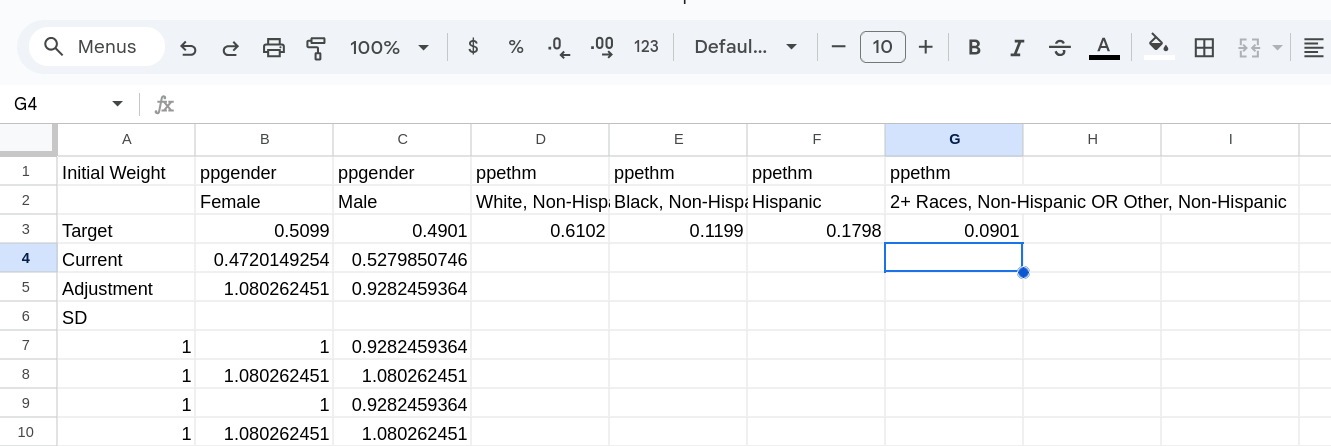 Menus 100% $ % .0 .00 123 Defaul... 10 B I S A
G4 fx
A B C D E F G H I
1 Initial Weight ppgender ppgender ppethm ppethm ppethm ppethm
2 Female Male White, Non-Hispa Black, Non-Hispa Hispanic 2+ Races, Non-Hispanic OR Other, Non-Hispanic
3 Target 0.5099 0.4901 0.6102 0.1199 0.1798 0.0901
4 Current 0.4720149254 0.5279850746
5 Adjustment 1.080262451 0.9282459364
6 SD
7 1 1 0.9282459364
8 1 1.080262451 1.080262451
9 1 1 0.9282459364
10 1 1.080262451 1.080262451